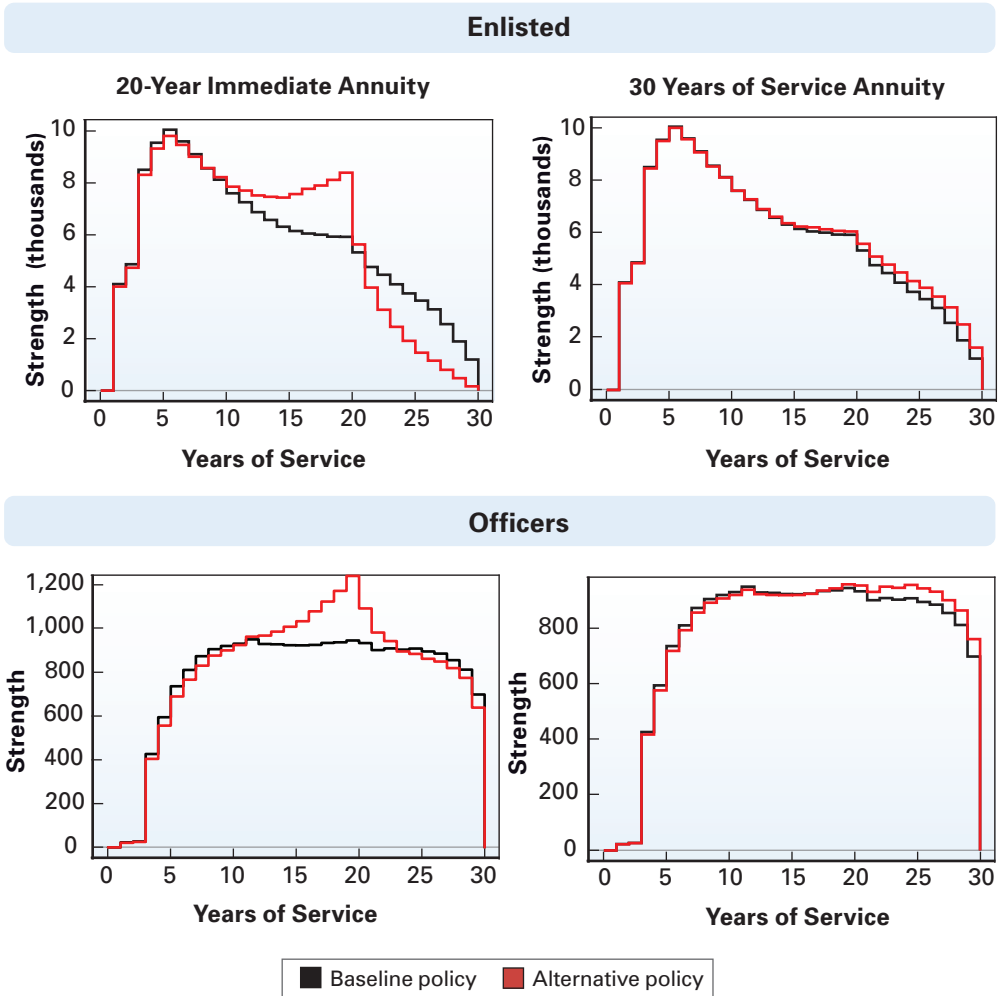 Enlisted
20-Year Immediate Annuity
30 Years of Service Annuity
Strength (thousands)
10
8
6
4
2
0
0 5 10 15 20 25 30
Years of Service
Strength (thousands)
10
8
6
4
2
0
0 5 10 15 20 25 30
Years of Service
Officers
Strength
1,200
1,000
800
600
400
200
0
0 5 10 15 20 25 30
Years of Service
Strength
800
600
400
200
0
0 5 10 15 20 25 30
Years of Service
Baseline policy Alternative policy